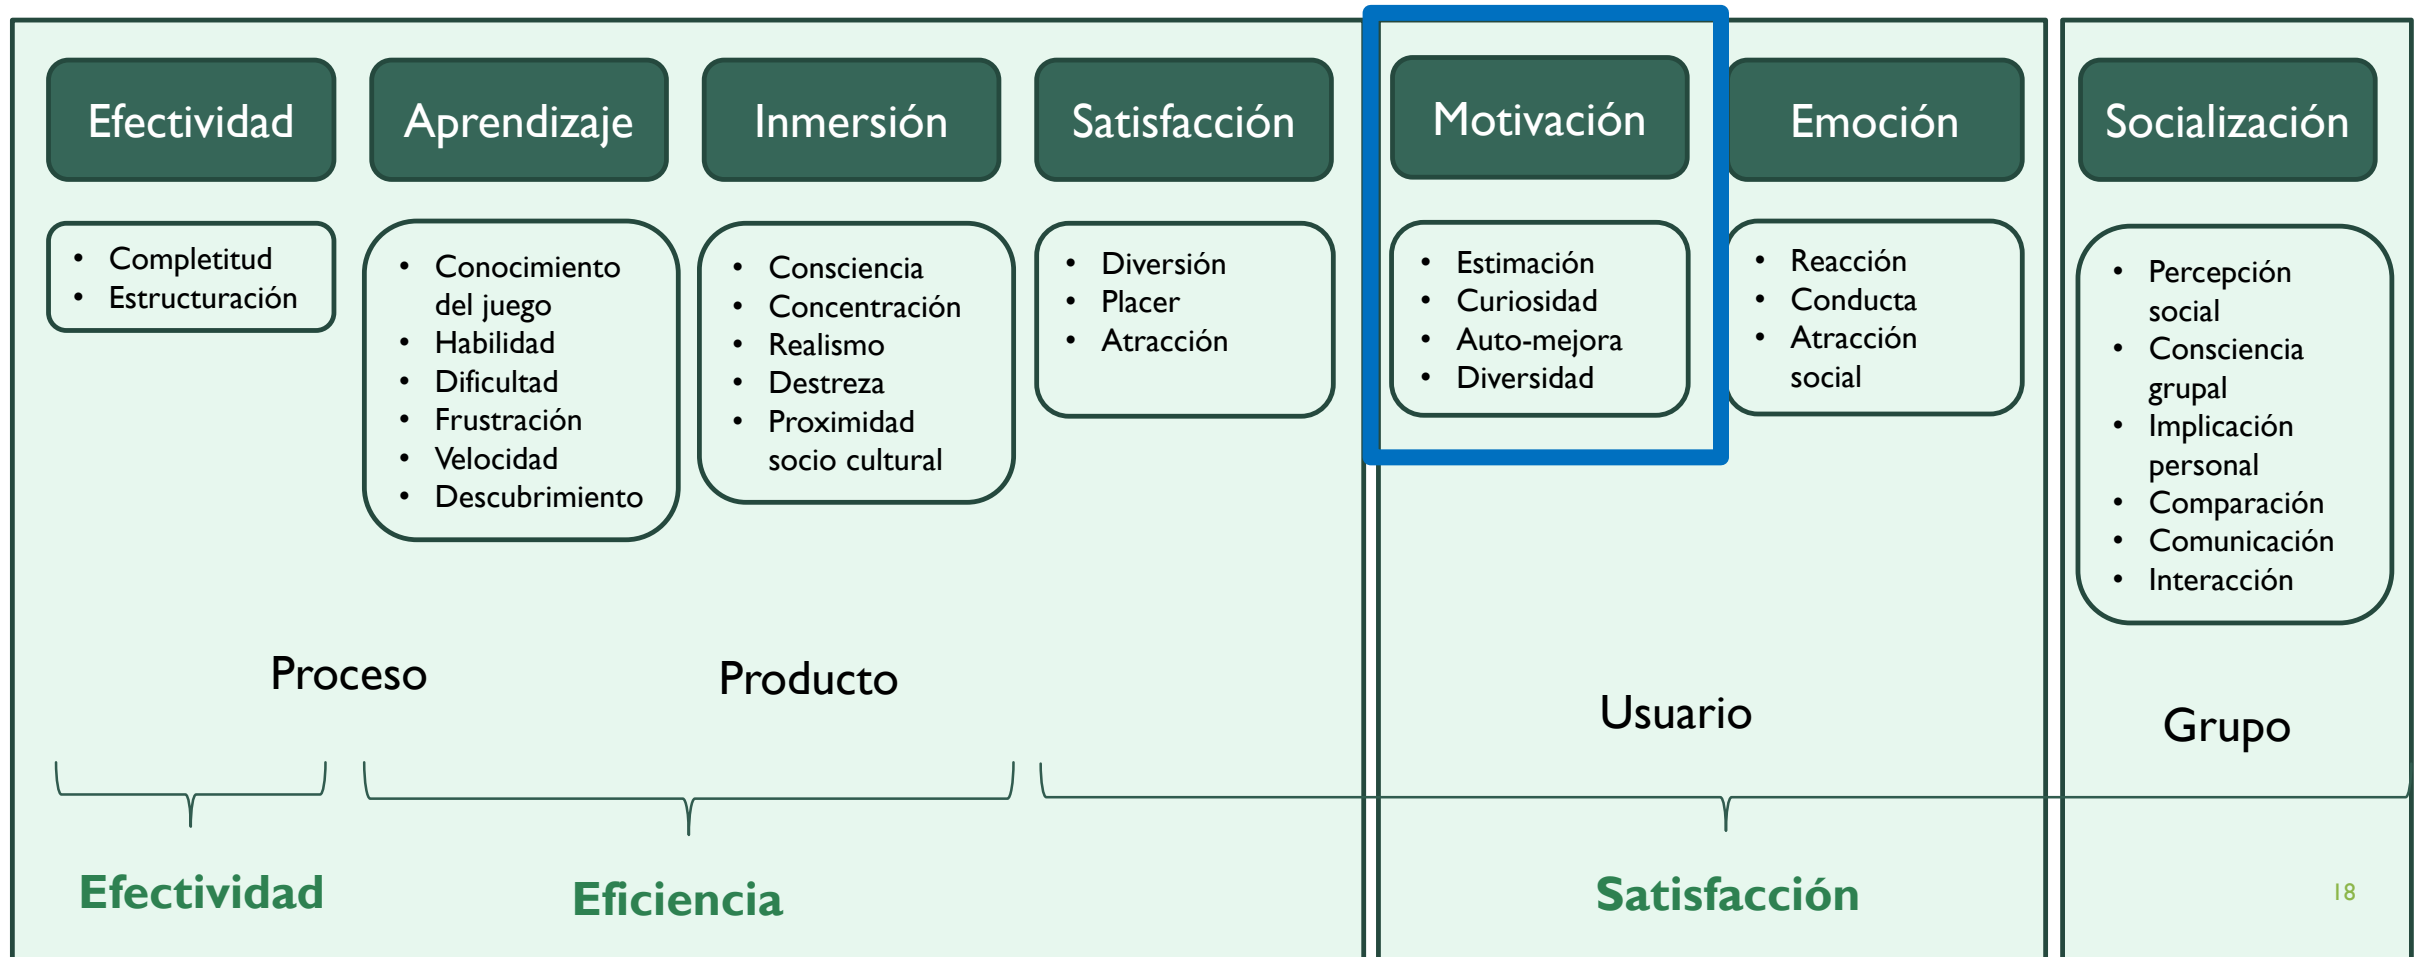 Efectividad
Completitud
Estructuración
Aprendizaje
Conocimiento
del juego
Habilidad
Dificultad
Frustración
Velocidad
Descubrimiento
Inmersión
Consciencia
Concentración
Realismo
Destreza
Proximidad
socio cultural
Satisfacción
Diversión
Placer
Atracción
Motivación
Estimación
Curiosidad
Auto-mejora
Diversidad
Emoción
Reacción
Conducta
Atracción
social
Socialización
Percepción
social
Consciencia
grupal
Implicación
personal
Comparación
Comunicación
Interacción
Proceso
Producto
Usuario
Grupo
Efectividad
Eficiencia
Satisfacción
18